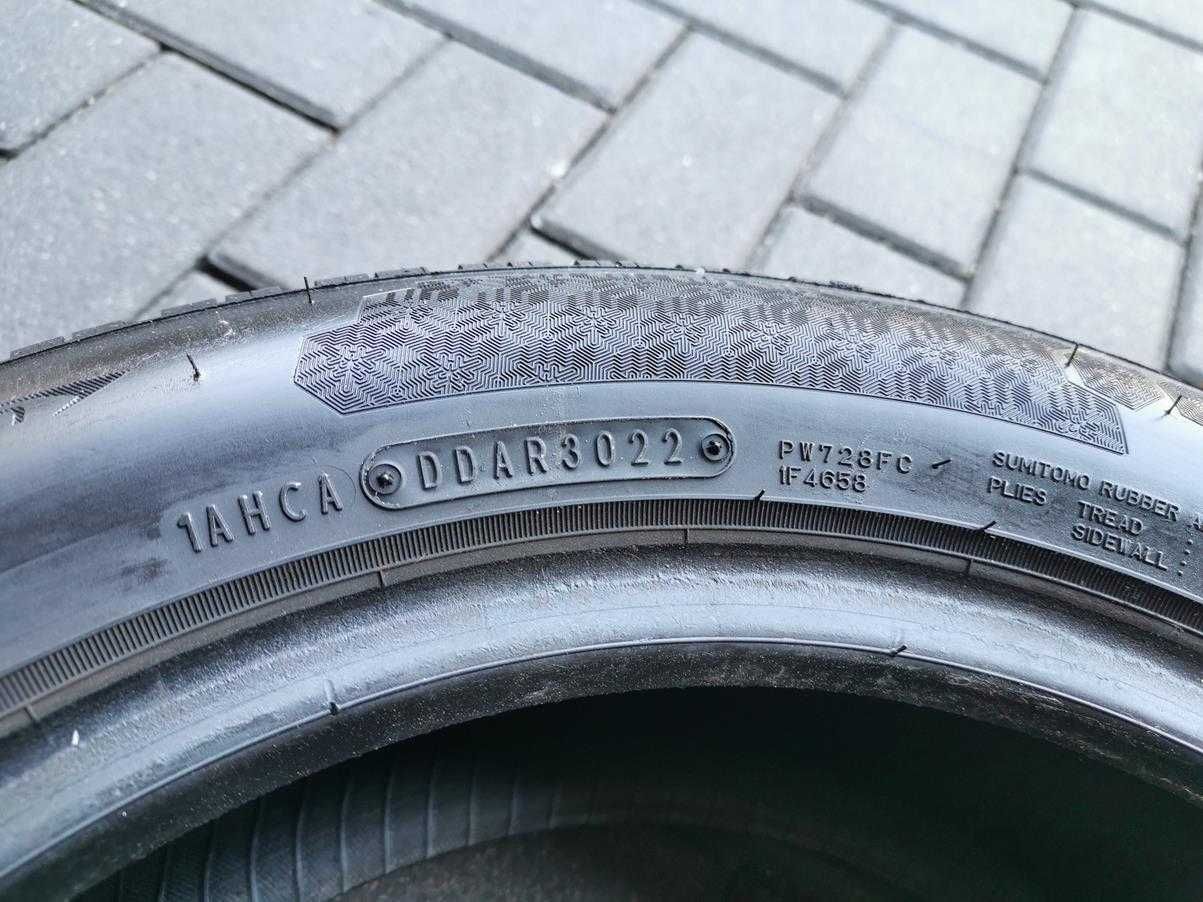 1AHCA DDAR3022
PW728FC
1F4658
SUMITOMO RUBBER
PLIES TREAD :
SIDEWALL :